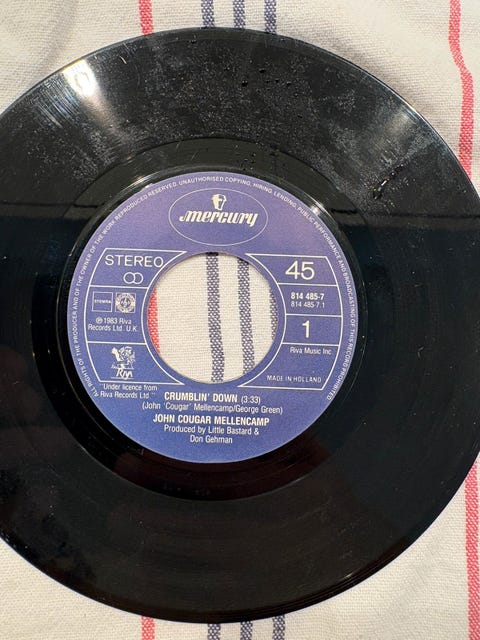 ALL RIGHTS OF THE PRODUCER AND OF THE OWNER OF THE WORK REPRODUCED RESERVED. UNAUTHORISED COPYING, HIRING, LENDING, PUBLIC PERFORMANCE AND BROADCASTING OF THIS RECORD PROHIBITED.
mercury
STEREO
45
814 485-7
814 485-7.1
STEMRA
1
℗ 1983 Riva
Records Ltd. U.K.
Riva Music Inc
Riva
MADE IN HOLLAND
Under licence from
Riva Records Ltd.
CRUMBLIN' DOWN (3:33)
(John 'Cougar' Mellencamp/George Green)
JOHN COUGAR MELLENCAMP
Produced by Little Bastard &
Don Gehman